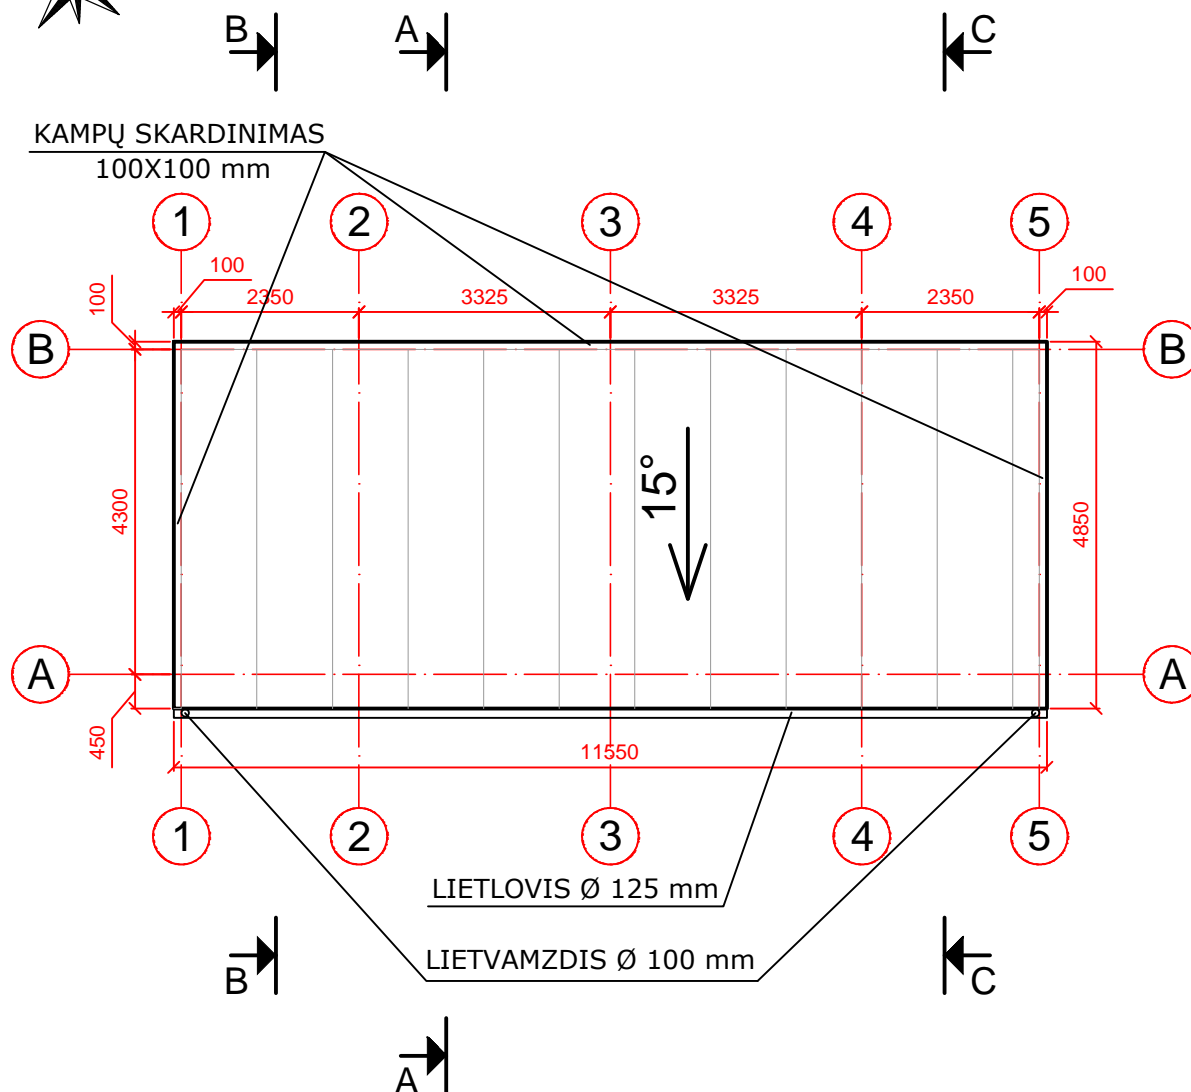 B A C
KAMPŲ SKARDINIMAS
100X100 mm
1 2 3 4 5
100 100
100 2350 3325 3325 2350
B B
15°
4300 4850
A A
450 11550
1 2 3 4 5
LIETLOVIS Ø 125 mm
LIETVAMZDIS Ø 100 mm
B C
A